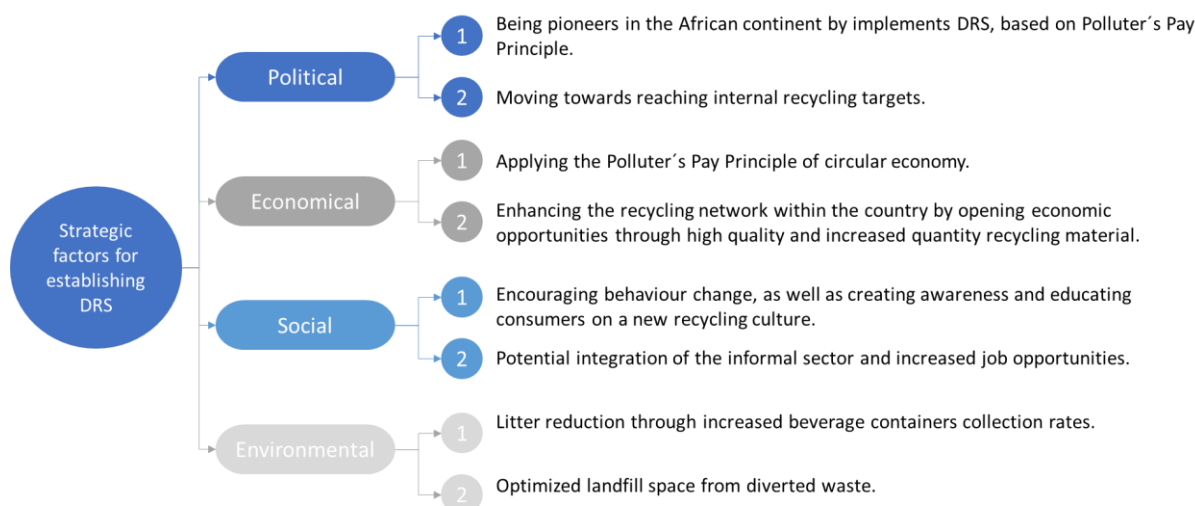 Strategic
factors for
establishing
DRS
Political
1
Being pioneers in the African continent by implements DRS, based on Polluter´s Pay
Principle.
2
Moving towards reaching internal recycling targets.
Economical
1
Applying the Polluter´s Pay Principle of circular economy.
2
Enhancing the recycling network within the country by opening economic
opportunities through high quality and increased quantity recycling material.
Social
1
Encouraging behaviour change, as well as creating awareness and educating
consumers on a new recycling culture.
2
Potential integration of the informal sector and increased job opportunities.
Environmental
1
Litter reduction through increased beverage containers collection rates.
2
Optimized landfill space from diverted waste.